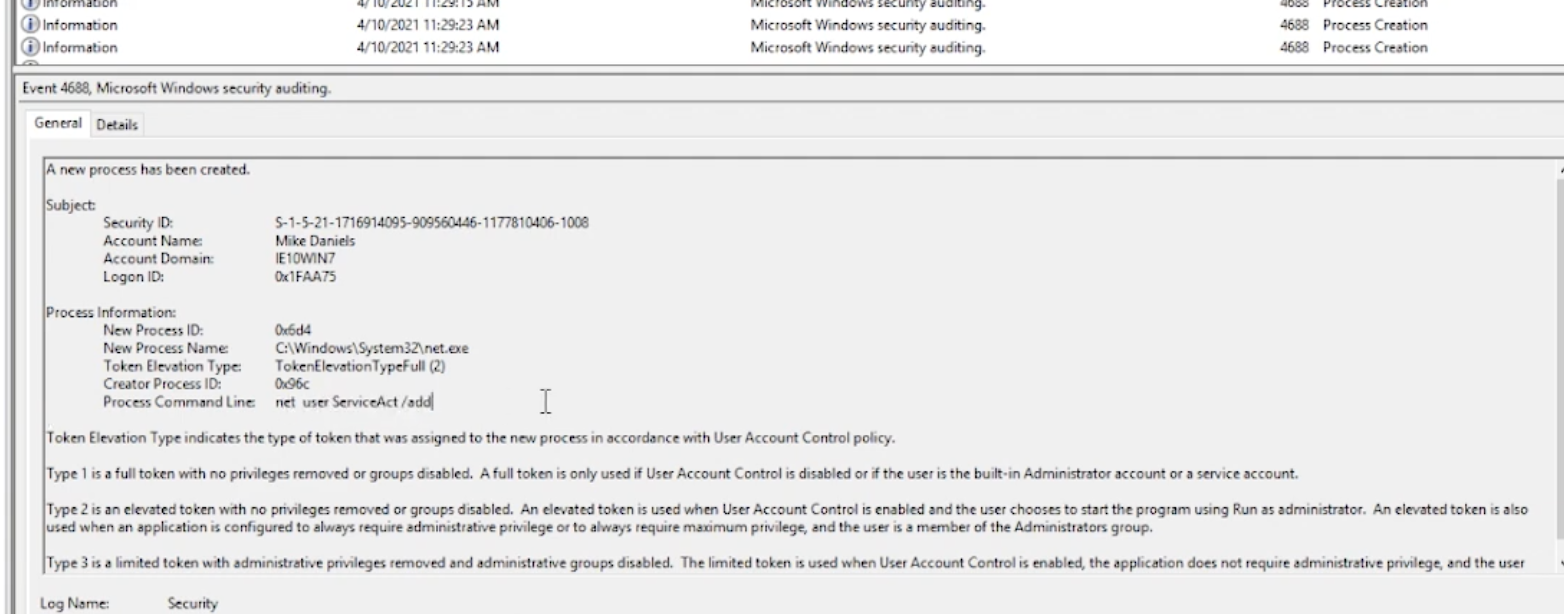 Information 4/10/2021 11:29:15 AM Microsoft Windows security auditing. 4688 Process Creation
Information 4/10/2021 11:29:23 AM Microsoft Windows security auditing. 4688 Process Creation
Information 4/10/2021 11:29:23 AM Microsoft Windows security auditing. 4688 Process Creation
Event 4688, Microsoft Windows security auditing.
General Details
A new process has been created.
Subject:
Security ID: S-1-5-21-1716914095-909560446-1177810406-1008
Account Name: Mike Daniels
Account Domain: IE10WIN7
Logon ID: 0x1FAA75
Process Information:
New Process ID: 0x6d4
New Process Name: C:\Windows\System32\net.exe
Token Elevation Type: TokenElevationTypeFull (2)
Creator Process ID: 0x96c
Process Command Line: net user ServiceAct /add
Token Elevation Type indicates the type of token that was assigned to the new process in accordance with User Account Control policy.
Type 1 is a full token with no privileges removed or groups disabled. A full token is only used if User Account Control is disabled or if the user is the built-in Administrator account or a service account.
Type 2 is an elevated token with no privileges removed or groups disabled. An elevated token is used when User Account Control is enabled and the user chooses to start the program using Run as administrator. An elevated token is also
used when an application is configured to always require administrative privilege or to always require maximum privilege, and the user is a member of the Administrators group.
Type 3 is a limited token with administrative privileges removed and administrative groups disabled. The limited token is used when User Account Control is enabled, the application does not require administrative privilege, and the user
Log Name: Security